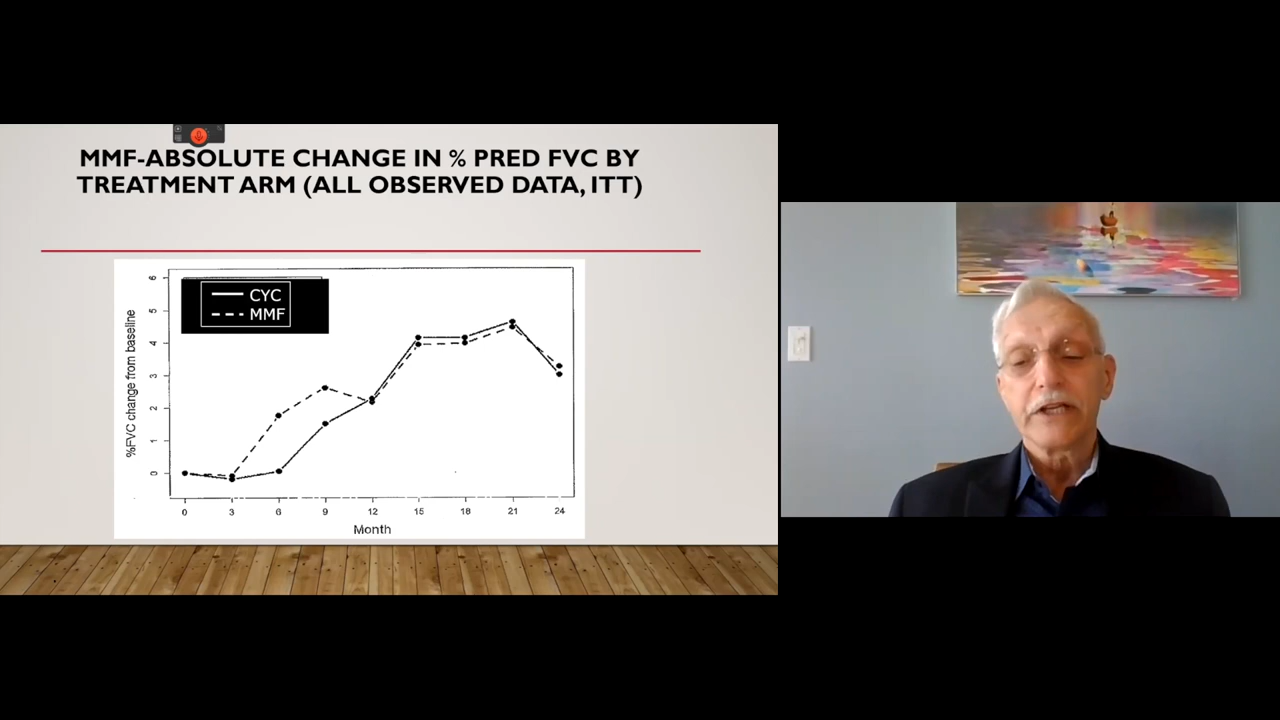 MMF-ABSOLUTE CHANGE IN % PRED FVC BY
TREATMENT ARM (ALL OBSERVED DATA, ITT)
CYC
MMF
%FVC change from baseline
6
5
4
3
2
1
0
0 3 6 9 12 15 18 21 24
Month